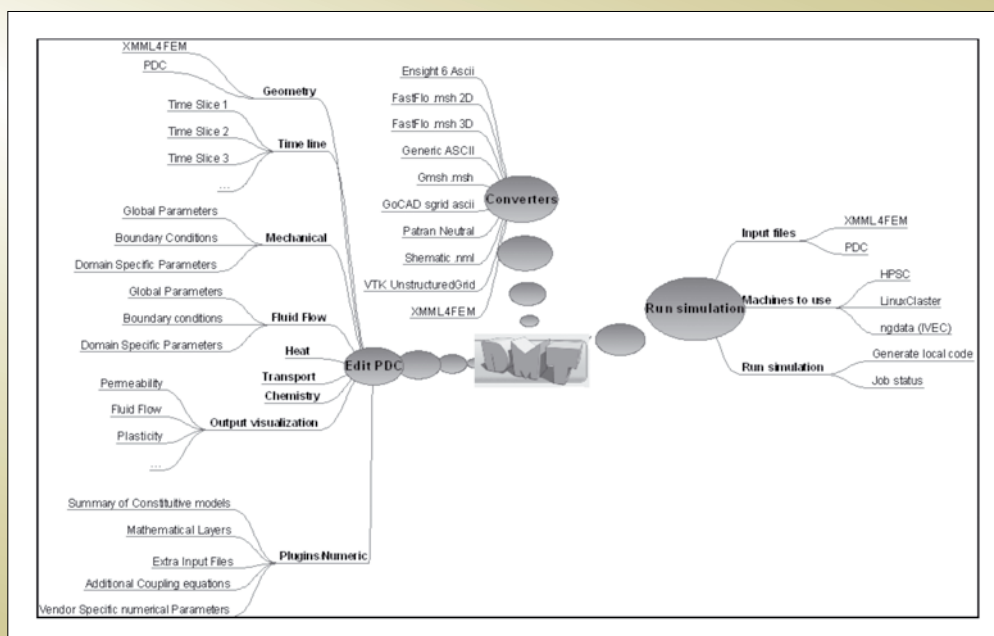 XMML4FEM
PDC
Geometry
Time Slice 1
Time Slice 2
Time Slice 3
...
Time line
Global Parameters
Boundary Conditions
Domain Specific Parameters
Mechanical
Global Parameters
Boundary conditions
Domain Specific Parameters
Fluid Flow
Heat
Transport
Chemistry
Permeability
Fluid Flow
Plasticity
...
Output visualization
Summary of Constitutive models
Mathematical Layers
Extra Input Files
Additional Coupling equations
Vendor Specific numerical Parameters
Plugins/Numeric
Edit PDC
Ensight 6 Ascii
FastFlo .msh 2D
FastFlo .msh 3D
Generic ASCII
Gmsh .msh
GoCAD sgrid ascii
Patran Neutral
Shematic .nml
VTK UnstructuredGrid
XMML4FEM
Converters
DMT
Run simulation
Input files
XMML4FEM
PDC
Machines to use
HPSC
LinuxClaster
ngdata (IVEC)
Run simulation
Generate local code
Job status